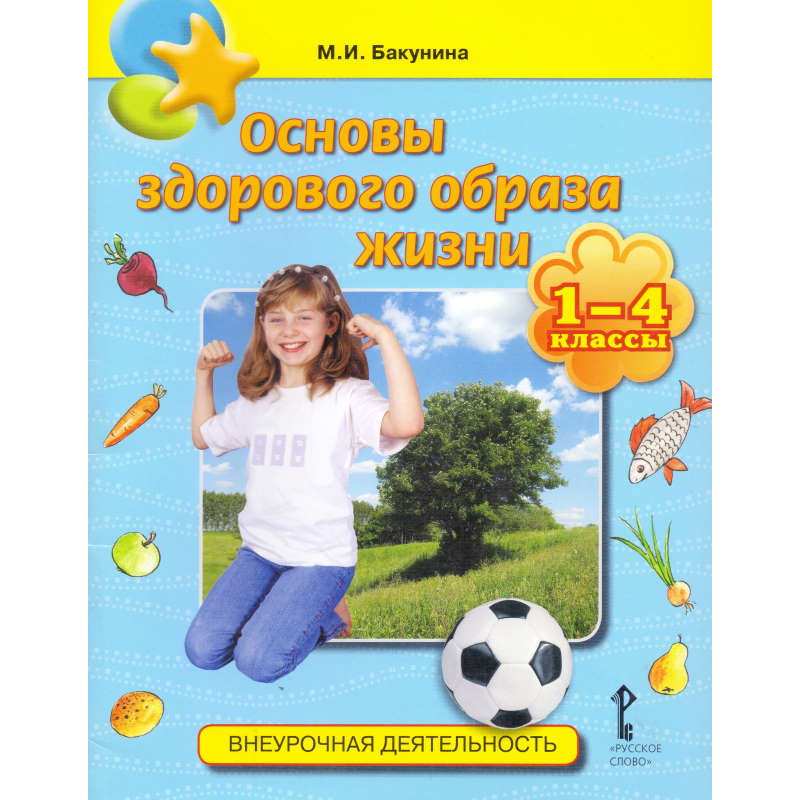 М.И. Бакунина
Основы
здорового образа
жизни
1–4
КЛАССЫ
ВНЕУРОЧНАЯ ДЕЯТЕЛЬНОСТЬ
«РУССКОЕ
СЛОВО»